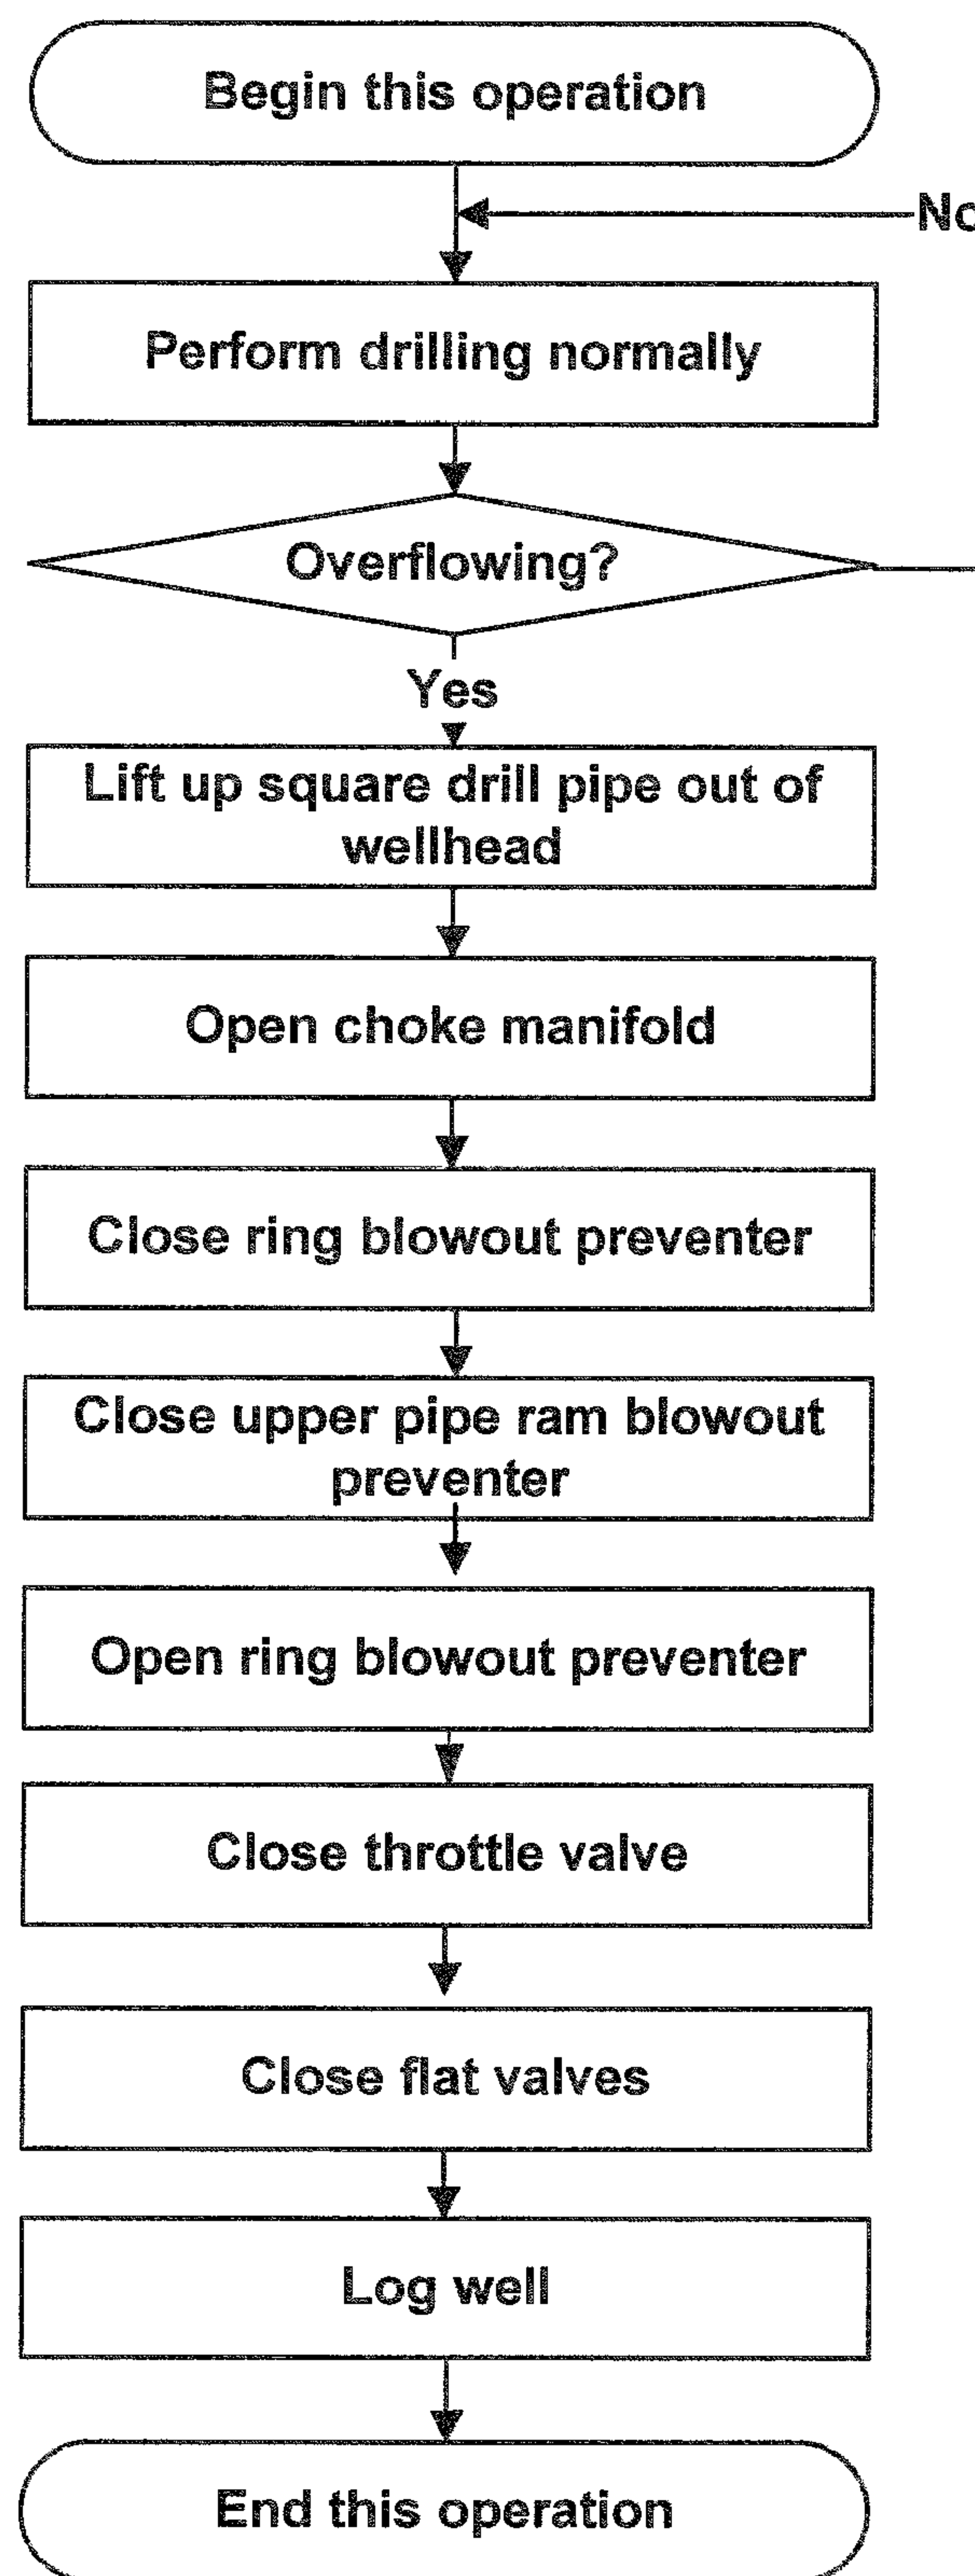 Begin this operation
No
Perform drilling normally
Overflowing?
Yes
Lift up square drill pipe out of
wellhead
Open choke manifold
Close ring blowout preventer
Close upper pipe ram blowout
preventer
Open ring blowout preventer
Close throttle valve
Close flat valves
Log well
End this operation